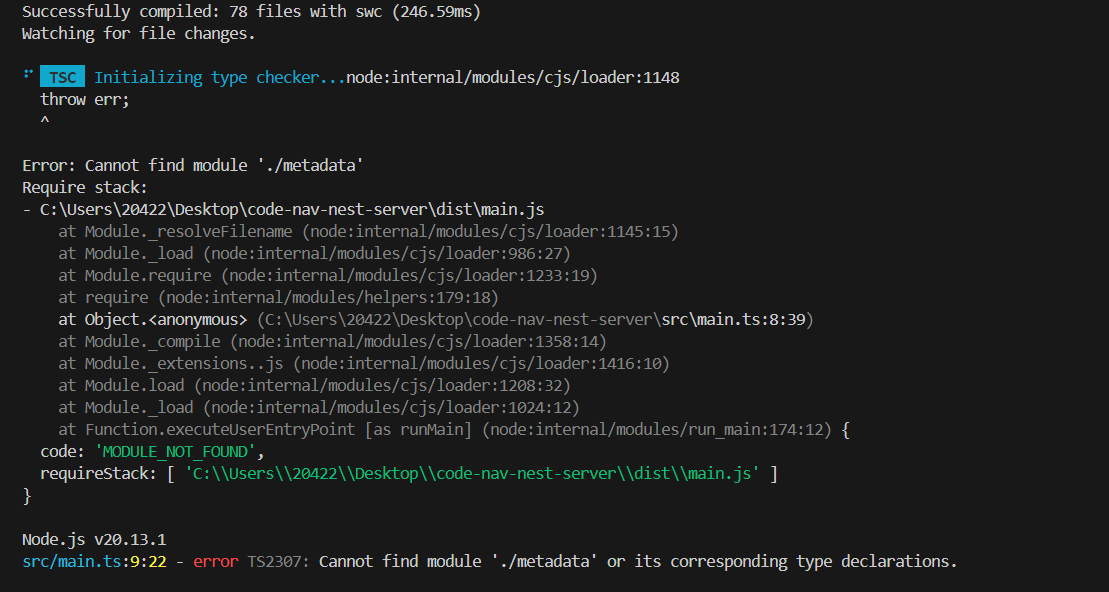 Successfully compiled: 78 files with swc (246.59ms)
Watching for file changes.
TSC Initializing type checker...node:internal/modules/cjs/loader:1148
throw err;
^
Error: Cannot find module './metadata'
Require stack:
- C:\Users\20422\Desktop\code-nav-nest-server\dist\main.js
at Module._resolveFilename (node:internal/modules/cjs/loader:1145:15)
at Module._load (node:internal/modules/cjs/loader:986:27)
at Module.require (node:internal/modules/cjs/loader:1233:19)
at require (node:internal/modules/helpers:179:18)
at Object.<anonymous> (C:\Users\20422\Desktop\code-nav-nest-server\src\main.ts:8:39)
at Module._compile (node:internal/modules/cjs/loader:1358:14)
at Module._extensions..js (node:internal/modules/cjs/loader:1416:10)
at Module.load (node:internal/modules/cjs/loader:1208:32)
at Module._load (node:internal/modules/cjs/loader:1024:12)
at Function.executeUserEntryPoint [as runMain] (node:internal/modules/run_main:174:12) {
code: 'MODULE_NOT_FOUND',
requireStack: [ 'C:\\Users\\20422\\Desktop\\code-nav-nest-server\\dist\\main.js' ]
}
Node.js v20.13.1
src/main.ts:9:22 - error TS2307: Cannot find module './metadata' or its corresponding type declarations.